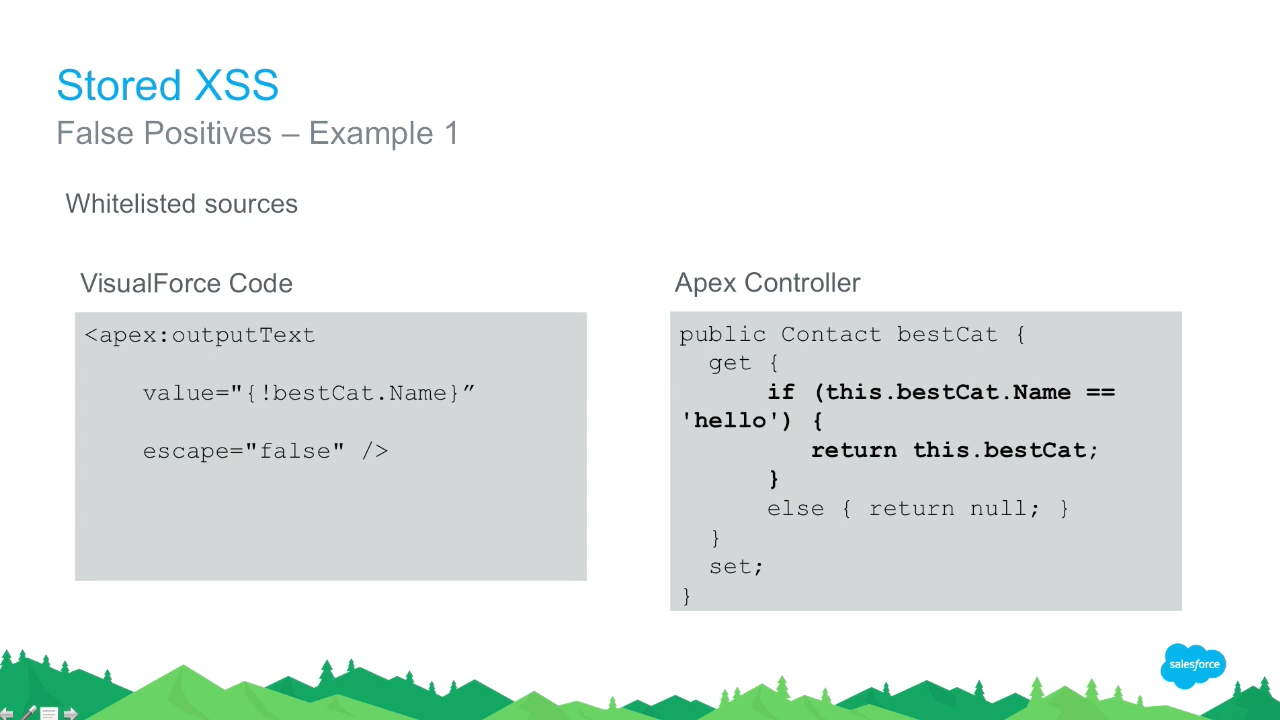 Stored XSS
False Positives – Example 1
Whitelisted sources
VisualForce Code
<apex:outputText
value="{!bestCat.Name}”
escape="false" />
Apex Controller
public Contact bestCat {
get {
if (this.bestCat.Name ==
'hello') {
return this.bestCat;
}
else { return null; }
}
set;
}
salesforce